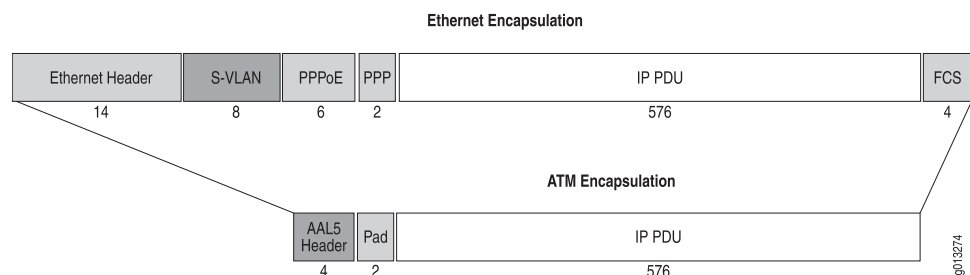 Ethernet Encapsulation
Ethernet Header S-VLAN PPPoE PPP IP PDU FCS
14 8 6 2 576 4
ATM Encapsulation
AAL5
Header Pad IP PDU
4 2 576
g013274